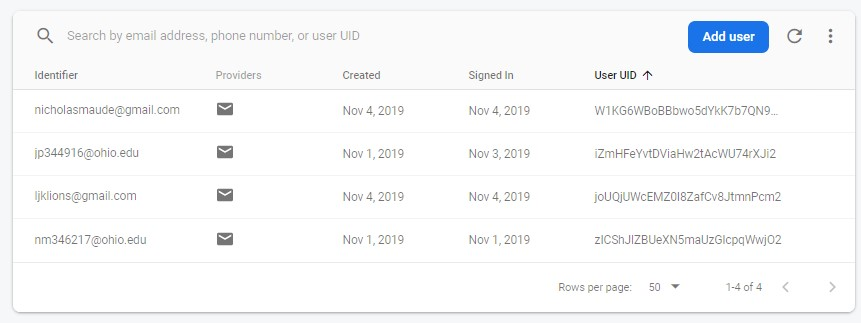 Search by email address, phone number, or user UID Add user
Identifier Providers Created Signed In User UID
nicholasmaude@gmail.com Nov 4, 2019 Nov 4, 2019 W1KG6WBoBBbwo5dYkK7b7QN9...
jp344916@ohio.edu Nov 1, 2019 Nov 3, 2019 iZmHFeYvtDViaHw2tAcWU74rXJi2
ljklions@gmail.com Nov 4, 2019 Nov 4, 2019 joUQjUWcEMZ0I8ZafCv8JtmnPcm2
nm346217@ohio.edu Nov 1, 2019 Nov 1, 2019 zICShJIZBUeXN5maUzGIcpqWwjO2
Rows per page: 50 1-4 of 4